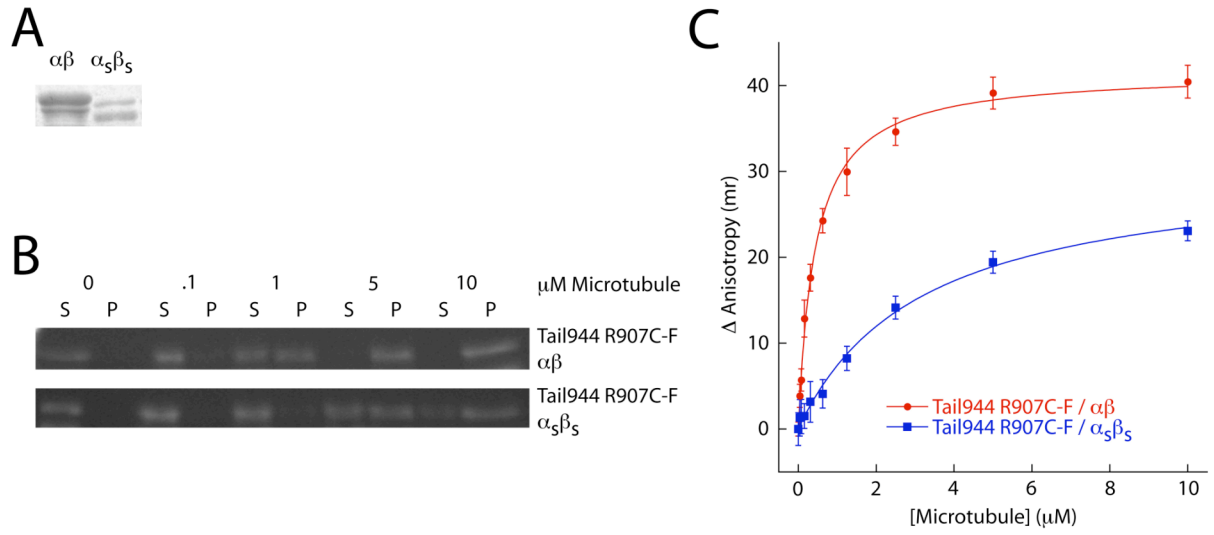 A
αβ αsβs
B
0 .1 1 5 10 μM Microtubule
S P S P S P S P S P
Tail944 R907C-F
αβ
Tail944 R907C-F
αsβs
C
Δ Anisotropy (mr)
40
30
20
10
0
Tail944 R907C-F / αβ
Tail944 R907C-F / αsβs
0 2 4 6 8 10
[Microtubule] (μM)